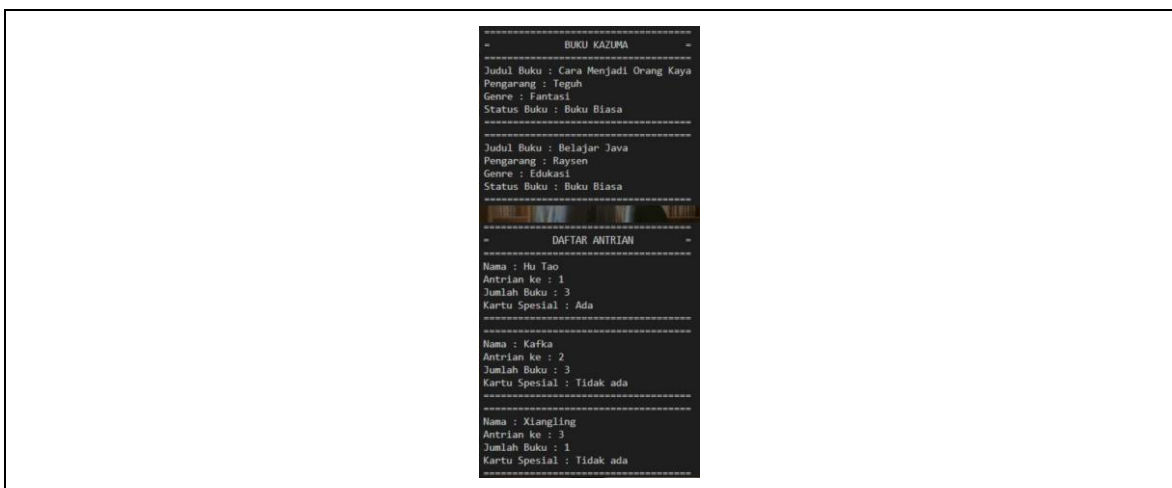 =====================================
=            BUKU KAZUMA            =
=====================================
Judul Buku : Cara Menjadi Orang Kaya
Pengarang : Teguh
Genre : Fantasi
Status Buku : Buku Biasa
=====================================
=====================================
Judul Buku : Belajar Java
Pengarang : Raysen
Genre : Edukasi
Status Buku : Buku Biasa
=====================================
=====================================
=          DAFTAR ANTRIAN           =
=====================================
Nama : Hu Tao
Antrian ke : 1
Jumlah Buku : 3
Kartu Spesial : Ada
=====================================
=====================================
Nama : Kafka
Antrian ke : 2
Jumlah Buku : 3
Kartu Spesial : Tidak ada
=====================================
=====================================
Nama : Xiangling
Antrian ke : 3
Jumlah Buku : 1
Kartu Spesial : Tidak ada
=====================================